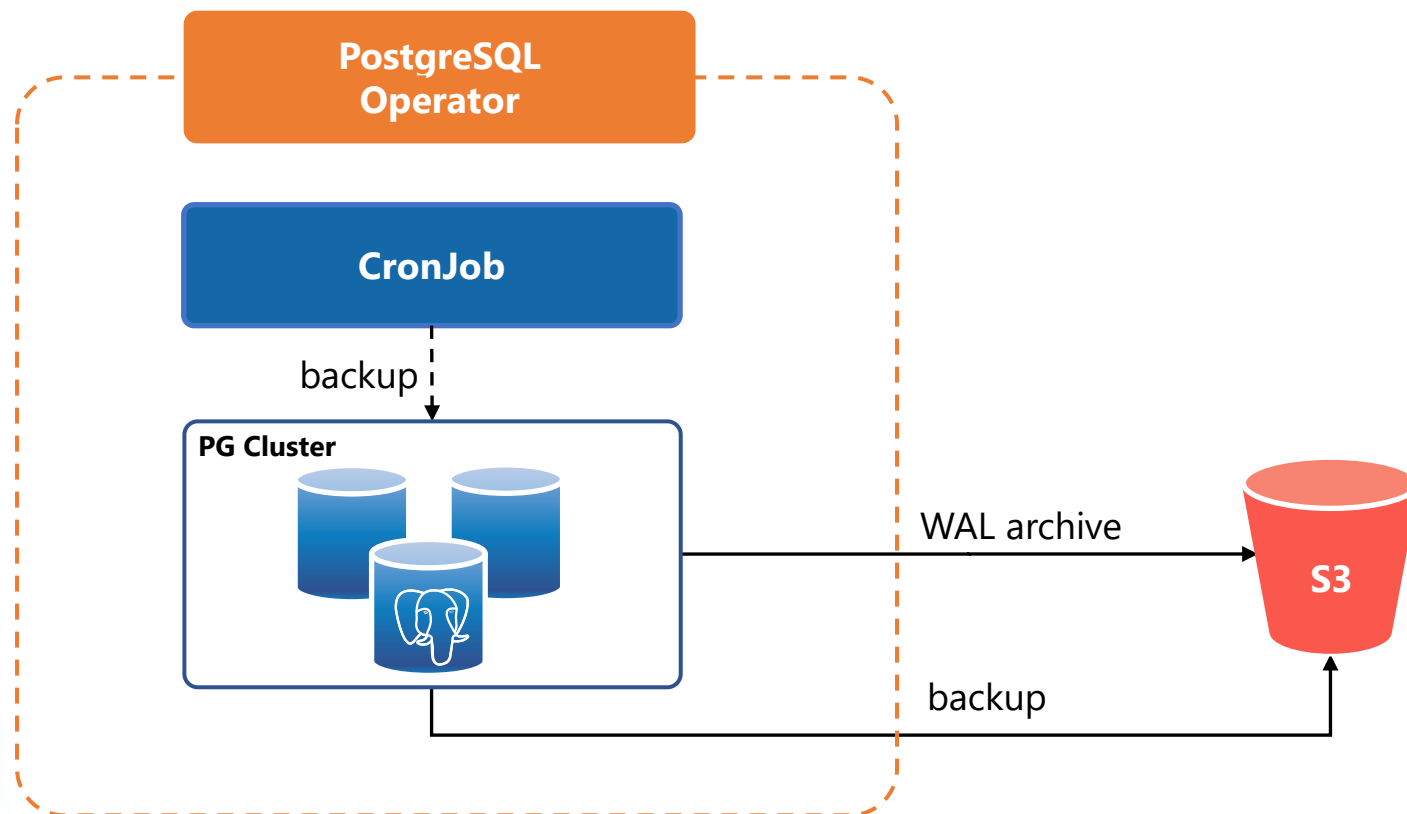 PostgreSQL
Operator
CronJob
backup
PG Cluster
WAL archive
S3
backup